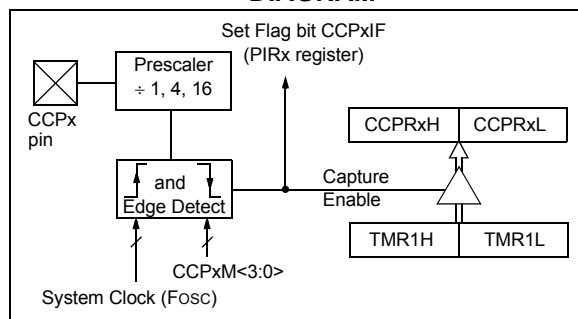 Set Flag bit CCPxIF
(PIRx register)
Prescaler
÷ 1, 4, 16
CCPx
pin
CCPRxH
CCPRxL
and
Edge Detect
Capture
Enable
TMR1H
TMR1L
CCPxM<3:0>
System Clock (FOSC)